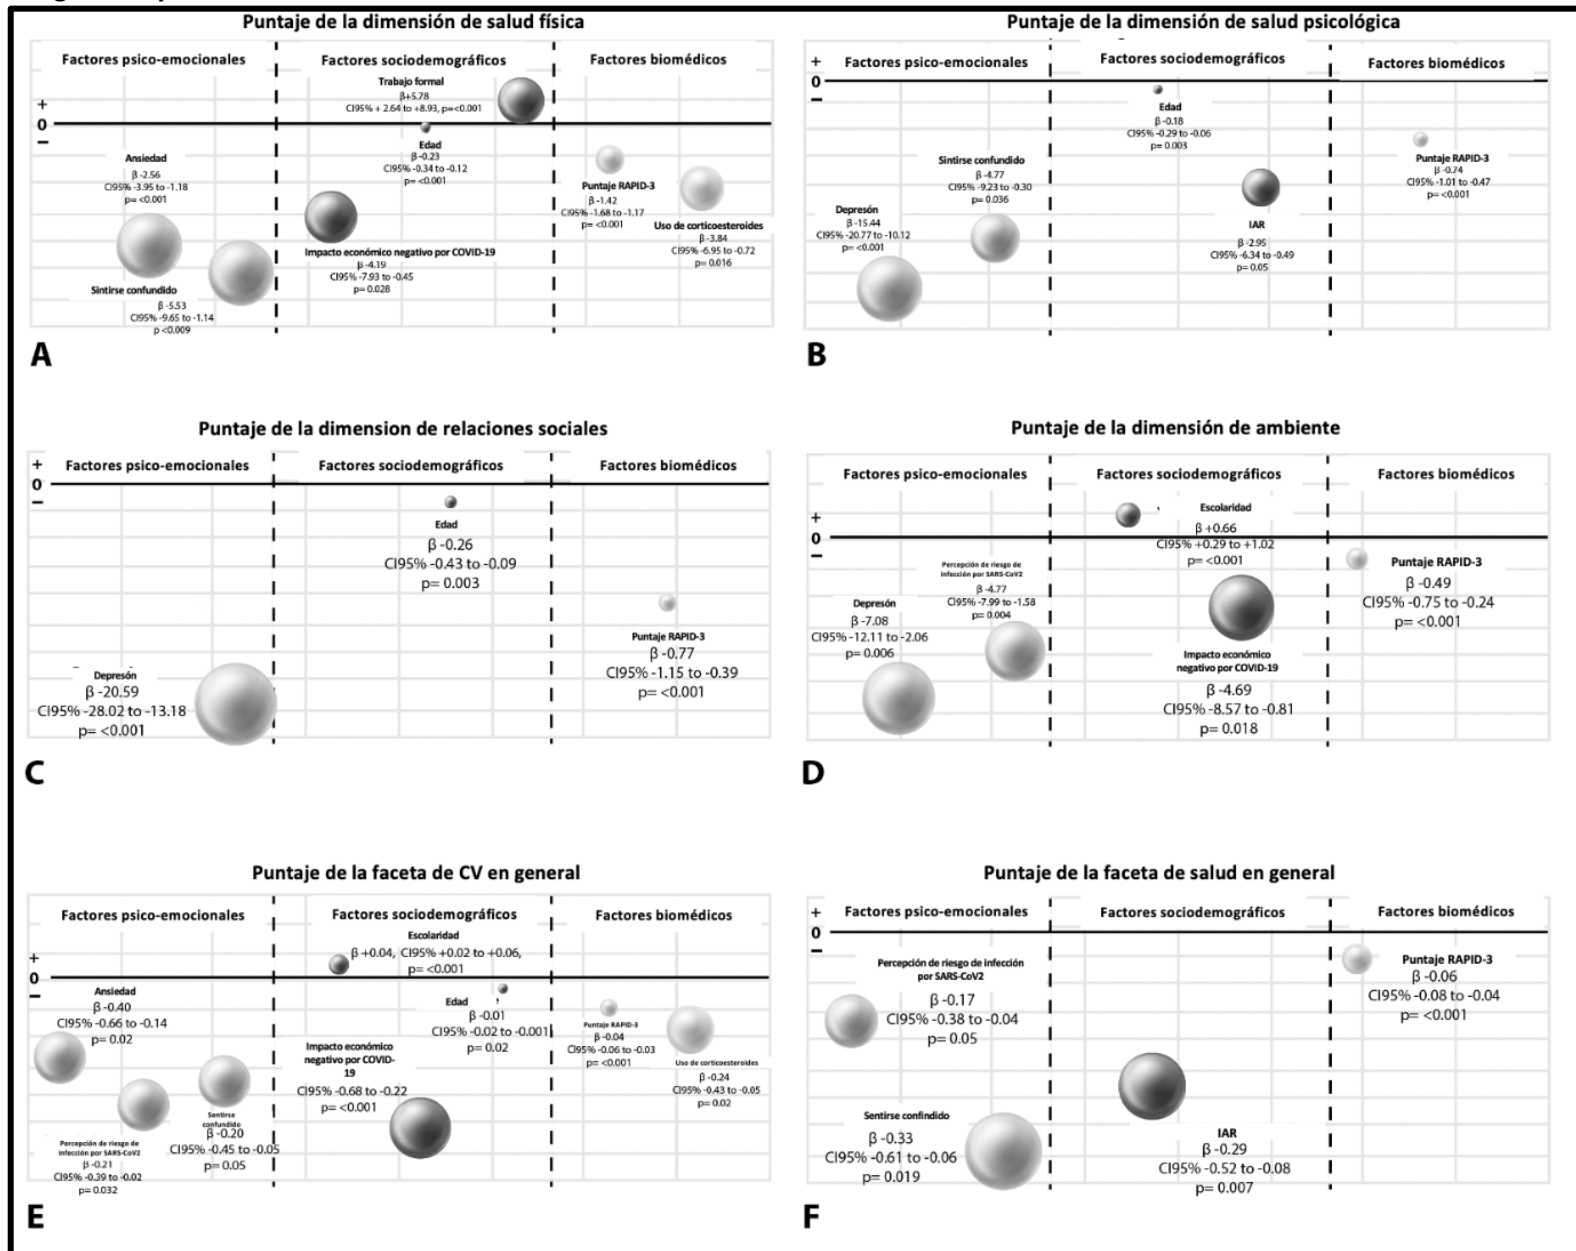 Puntaje de la dimensión de salud física
Factores psico-emocionales
Factores sociodemográficos
Factores biomédicos
Trabajo formal
β+5.78
CI95% + 2.64 to +8.93, p=<0.001
+
0
−
Edad
β -0.23
CI95% -0.34 to -0.12
p= <0.001
Ansiedad
β -2.56
CI95% -3.95 to -1.18
p= <0.001
Puntaje RAPID-3
β -1.42
CI95% -1.68 to -1.17
p= <0.001
Uso de corticoesteroides
β -3.84
CI95% -6.95 to -0.72
p= 0.016
Impacto económico negativo por COVID-19
β -4.19
CI95% -7.93 to -0.45
p= 0.028
Sintirse confundido
β -5.53
CI95% -9.65 to -1.14
p <0.009
A
Puntaje de la dimensión de salud psicológica
Factores psico-emocionales
Factores sociodemográficos
Factores biomédicos
+
0
−
Edad
β -0.18
CI95% -0.29 to -0.06
p= 0.003
Sintirse confundido
β -4.77
CI95% -9.23 to -0.30
p= 0.036
Puntaje RAPID-3
β -0.74
CI95% -1.01 to -0.47
p= <0.001
Depresón
β -15.44
CI95% -20.77 to -10.12
p= <0.001
IAR
β -2.95
CI95% -6.34 to -0.49
p= 0.05
B
Puntaje de la dimension de relaciones sociales
Factores psico-emocionales
Factores sociodemográficos
Factores biomédicos
+
0
−
Edad
β -0.26
CI95% -0.43 to -0.09
p= 0.003
Puntaje RAPID-3
β -0.77
CI95% -1.15 to -0.39
p= <0.001
Depresón
β -20.59
CI95% -28.02 to -13.18
p= <0.001
C
Puntaje de la dimensión de ambiente
Factores psico-emocionales
Factores sociodemográficos
Factores biomédicos
Escolaridad
β +0.66
CI95% +0.29 to +1.02
p= <0.001
+
0
−
Percepción de riesgo de
infección por SARS-CoV2
β -4.77
CI95% -7.99 to -1.58
p= 0.004
Puntaje RAPID-3
β -0.49
CI95% -0.75 to -0.24
p= <0.001
Depresón
β -7.08
CI95% -12.11 to -2.06
p= 0.006
Impacto económico
negativo por COVID-19
β -4.69
CI95% -8.57 to -0.81
p= 0.018
D
Puntaje de la faceta de CV en general
Factores psico-emocionales
Factores sociodemográficos
Factores biomédicos
Escolaridad
β +0.04, CI95% +0.02 to +0.06,
p= <0.001
+
0
−
Ansiedad
β -0.40
CI95% -0.66 to -0.14
p= 0.02
Edad
β -0.01
CI95% -0.02 to -0.001
p= 0.02
Puntaje RAPID-3
β -0.04
CI95% -0.06 to -0.03
p= <0.001
Impacto económico
negativo por COVID-
19
CI95% -0.68 to -0.22
p= <0.001
Uso de corticoesteroides
β -0.24
CI95% -0.43 to -0.05
p= 0.02
Sentirse
confundido
β -0.20
CI95% -0.45 to -0.05
p= 0.05
Percepción de riesgo de
infección por SARS-CoV2
β -0.21
CI95% -0.39 to -0.02
p= 0.032
E
Puntaje de la faceta de salud en general
Factores psico-emocionales
Factores sociodemográficos
Factores biomédicos
+
0
−
Percepción de riesgo de infección
por SARS-CoV2
β -0.17
CI95% -0.38 to -0.04
p= 0.05
Puntaje RAPID-3
β -0.06
CI95% -0.08 to -0.04
p= <0.001
Sentirse confindido
β -0.33
CI95% -0.61 to -0.06
p= 0.019
IAR
β -0.29
CI95% -0.52 to -0.08
p= 0.007
F